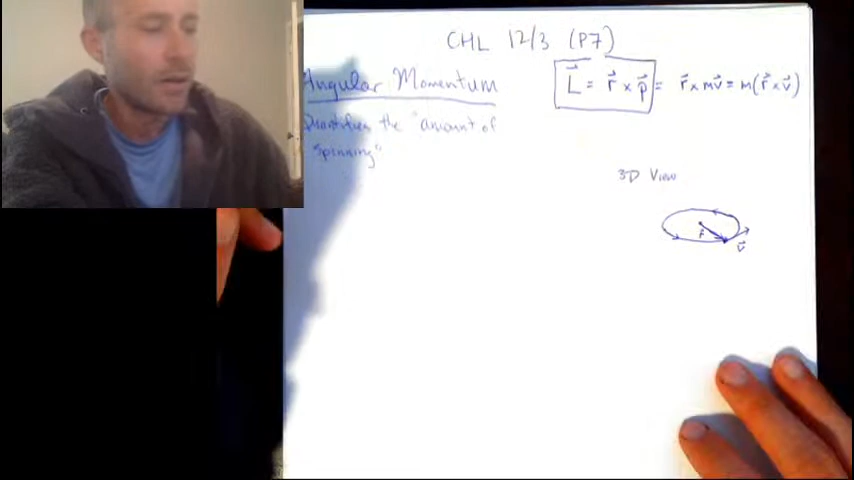 CHL 12/3 (P7)
Angular Momentum
L⃗ = r⃗ × p⃗ = r⃗ × mv⃗ = m(r⃗ × v⃗)
Quantifies the "amount of
spinning"
3D View
r⃗
v⃗